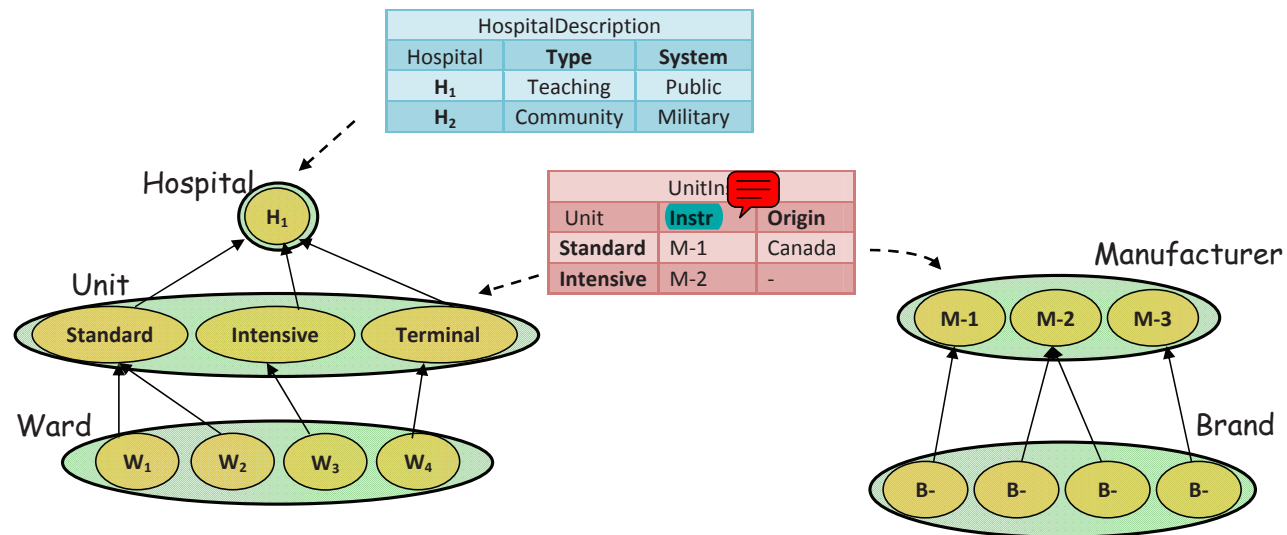 HospitalDescription
Hospital Type System
H₁ Teaching Public
H₂ Community Military
Hospital
H₁
UnitIns
Unit Instr Origin
Standard M-1 Canada
Intensive M-2 -
Manufacturer
M-1 M-2 M-3
Unit
Standard Intensive Terminal
Ward
W₁ W₂ W₃ W₄
Brand
B- B- B- B-